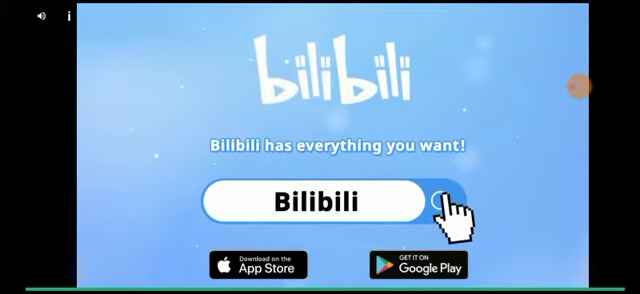 bilibili
Bilibili has everything you want!
Bilibili
Download on the
App Store
GET IT ON
Google Play